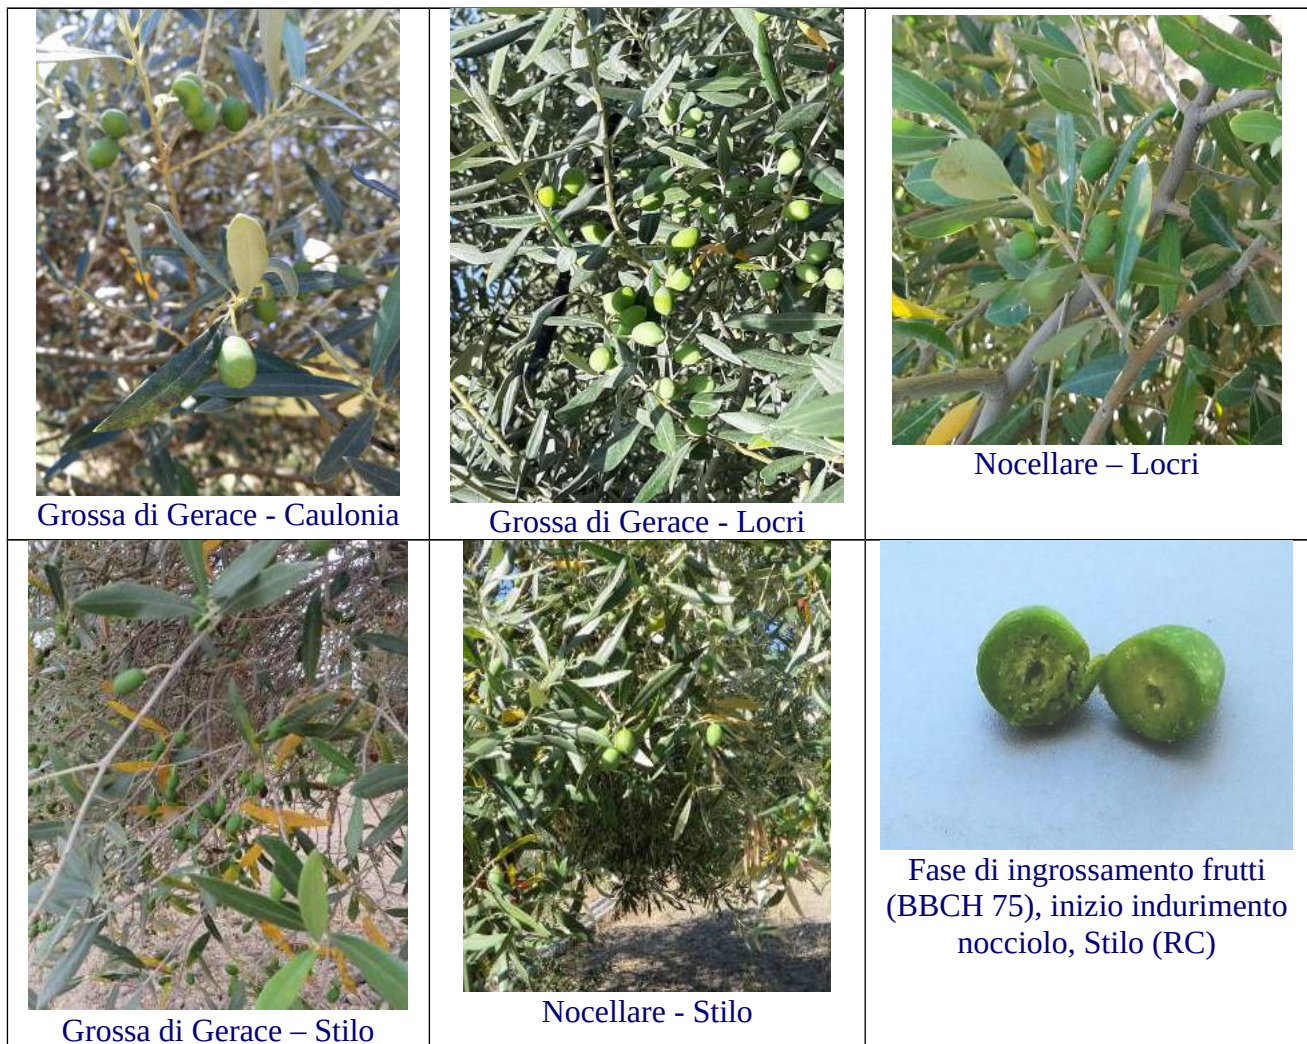 Grossa di Gerace - Caulonia
Grossa di Gerace - Locri
Nocellare – Locri
Grossa di Gerace – Stilo
Nocellare - Stilo
Fase di ingrossamento frutti
(BBCH 75), inizio indurimento
nocciolo, Stilo (RC)